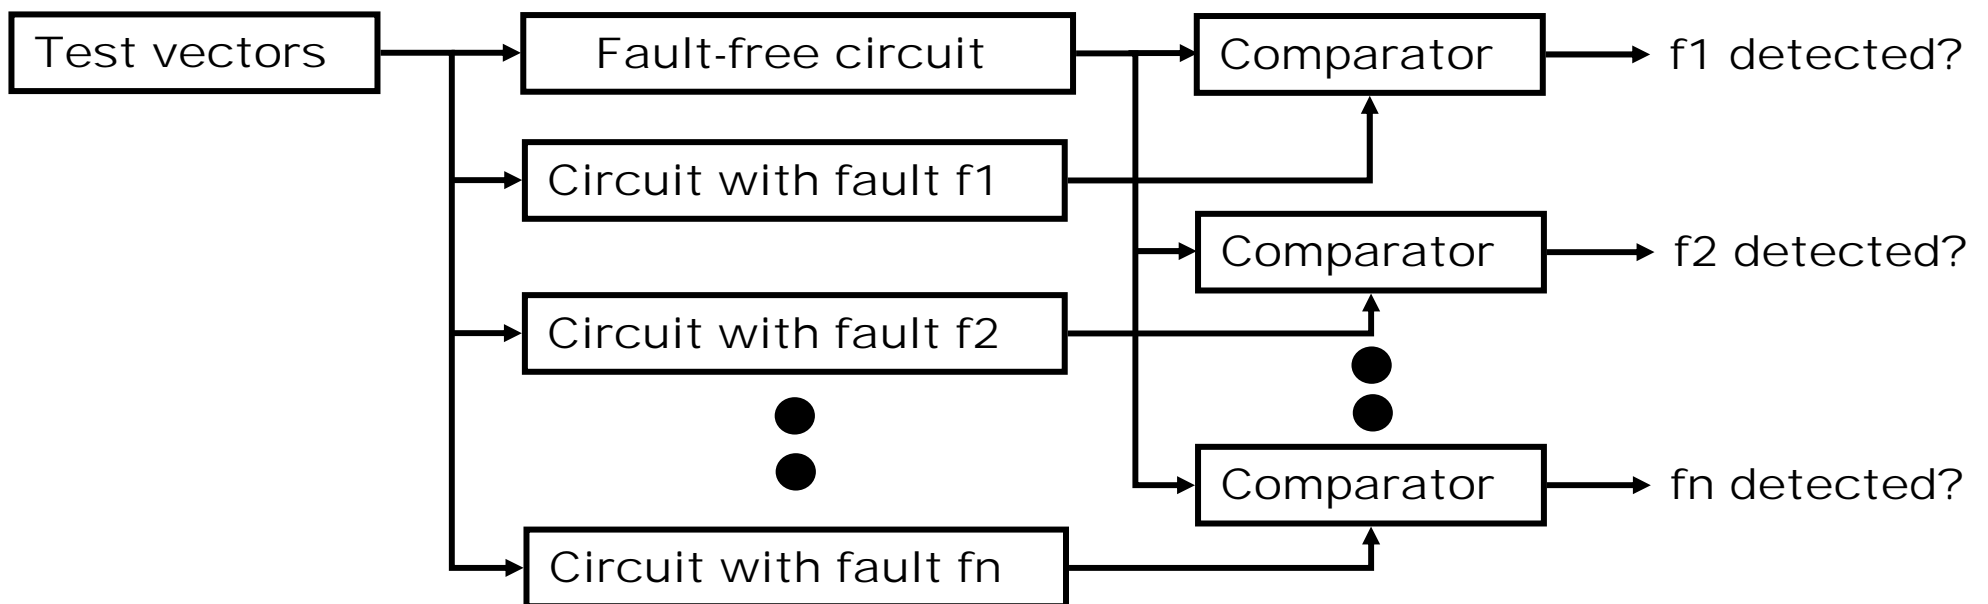 Test vectors
Fault-free circuit
Comparator
f1 detected?
Circuit with fault f1
Comparator
f2 detected?
Circuit with fault f2
Comparator
fn detected?
Circuit with fault fn